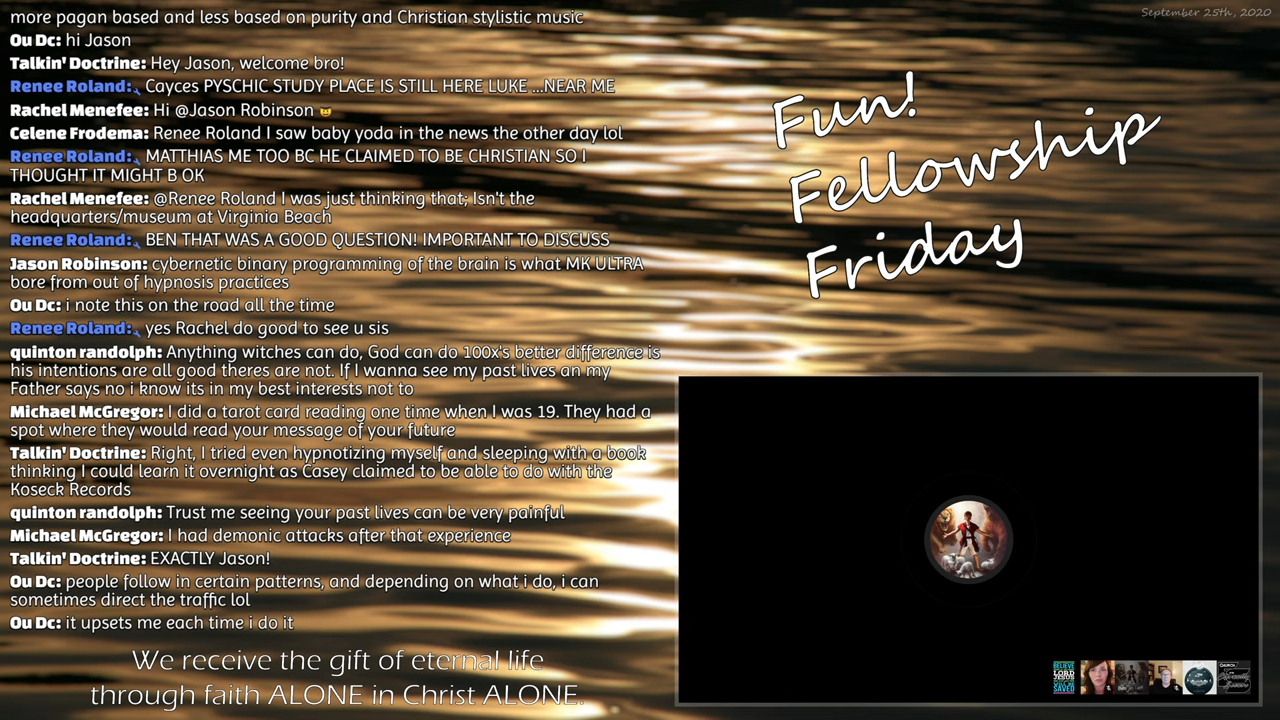 more pagan based and less based on purity and Christian stylistic music
Ou Dc: hi Jason
Talkin' Doctrine: Hey Jason, welcome bro!
Renee Roland: Cayces PYSCHIC STUDY PLACE IS STILL HERE LUKE ...NEAR ME
Rachel Menefee: Hi @Jason Robinson
Celene Frodema: Renee Roland I saw baby yoda in the news the other day lol
Renee Roland: MATTHIAS ME TOO BC HE CLAIMED TO BE CHRISTIAN SO I
THOUGHT IT MIGHT B OK
Rachel Menefee: @Renee Roland I was just thinking that; Isn't the
headquarters/museum at Virginia Beach
Renee Roland: BEN THAT WAS A GOOD QUESTION! IMPORTANT TO DISCUSS
Jason Robinson: cybernetic binary programming of the brain is what MK ULTRA
bore from out of hypnosis practices
Ou Dc: i note this on the road all the time
Renee Roland: yes Rachel do good to see u sis
quinton randolph: Anything witches can do, God can do 100x's better difference is
his intentions are all good theres are not. If I wanna see my past lives an my
Father says no i know its in my best interests not to
Michael McGregor: I did a tarot card reading one time when I was 19. They had a
spot where they would read your message of your future
Talkin' Doctrine: Right, I tried even hypnotizing myself and sleeping with a book
thinking I could learn it overnight as Casey claimed to be able to do with the
Koseck Records
quinton randolph: Trust me seeing your past lives can be very painful
Michael McGregor: I had demonic attacks after that experience
Talkin' Doctrine: EXACTLY Jason!
Ou Dc: people follow in certain patterns, and depending on what i do, i can
sometimes direct the traffic lol
Ou Dc: it upsets me each time i do it
We receive the gift of eternal life
through faith ALONE in Christ ALONE.
September 25th, 2020
Fun!
Fellowship
Friday
BELIEVE
LORD
JESUS
SAVED
CHURCH